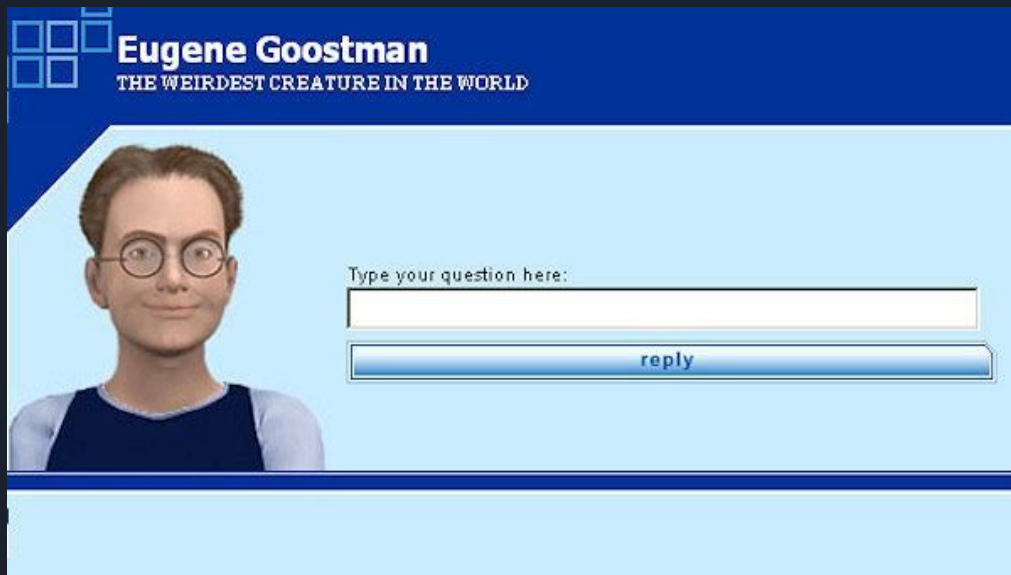 Eugene Goostman
THE WEIRDEST CREATURE IN THE WORLD
Type your question here:
reply